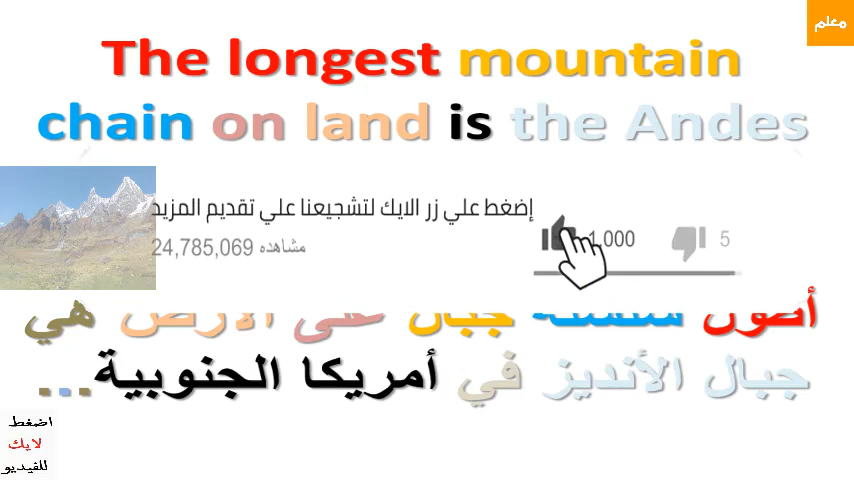 معلم
The longest mountain
chain on land is the Andes
إضغط علي زر الايك لتشجيعنا علي تقديم المزيد
24,785,069 مشاهده
1,000
5
أطول سلسلة جبال على الأرض هي
جبال الأنديز في أمريكا الجنوبية...
اضغط
لايك
للفيديو